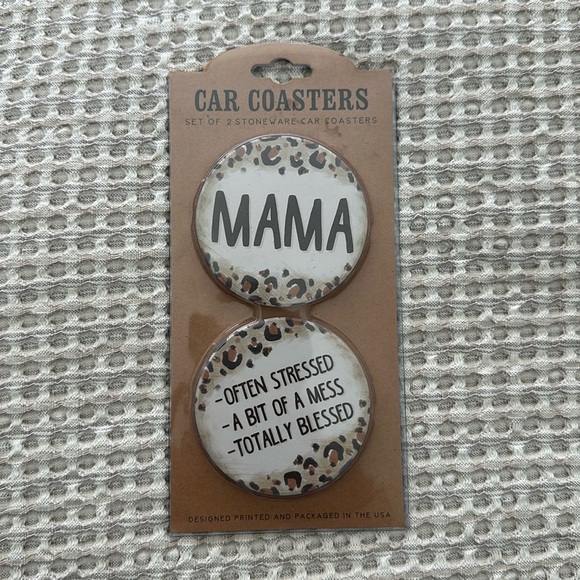 CAR COASTERS
SET OF 2 STONEWARE CAR COASTERS
MAMA
-OFTEN STRESSED
-A BIT OF A MESS
-TOTALLY BLESSED
DESIGNED PRINTED AND PACKAGED IN THE USA